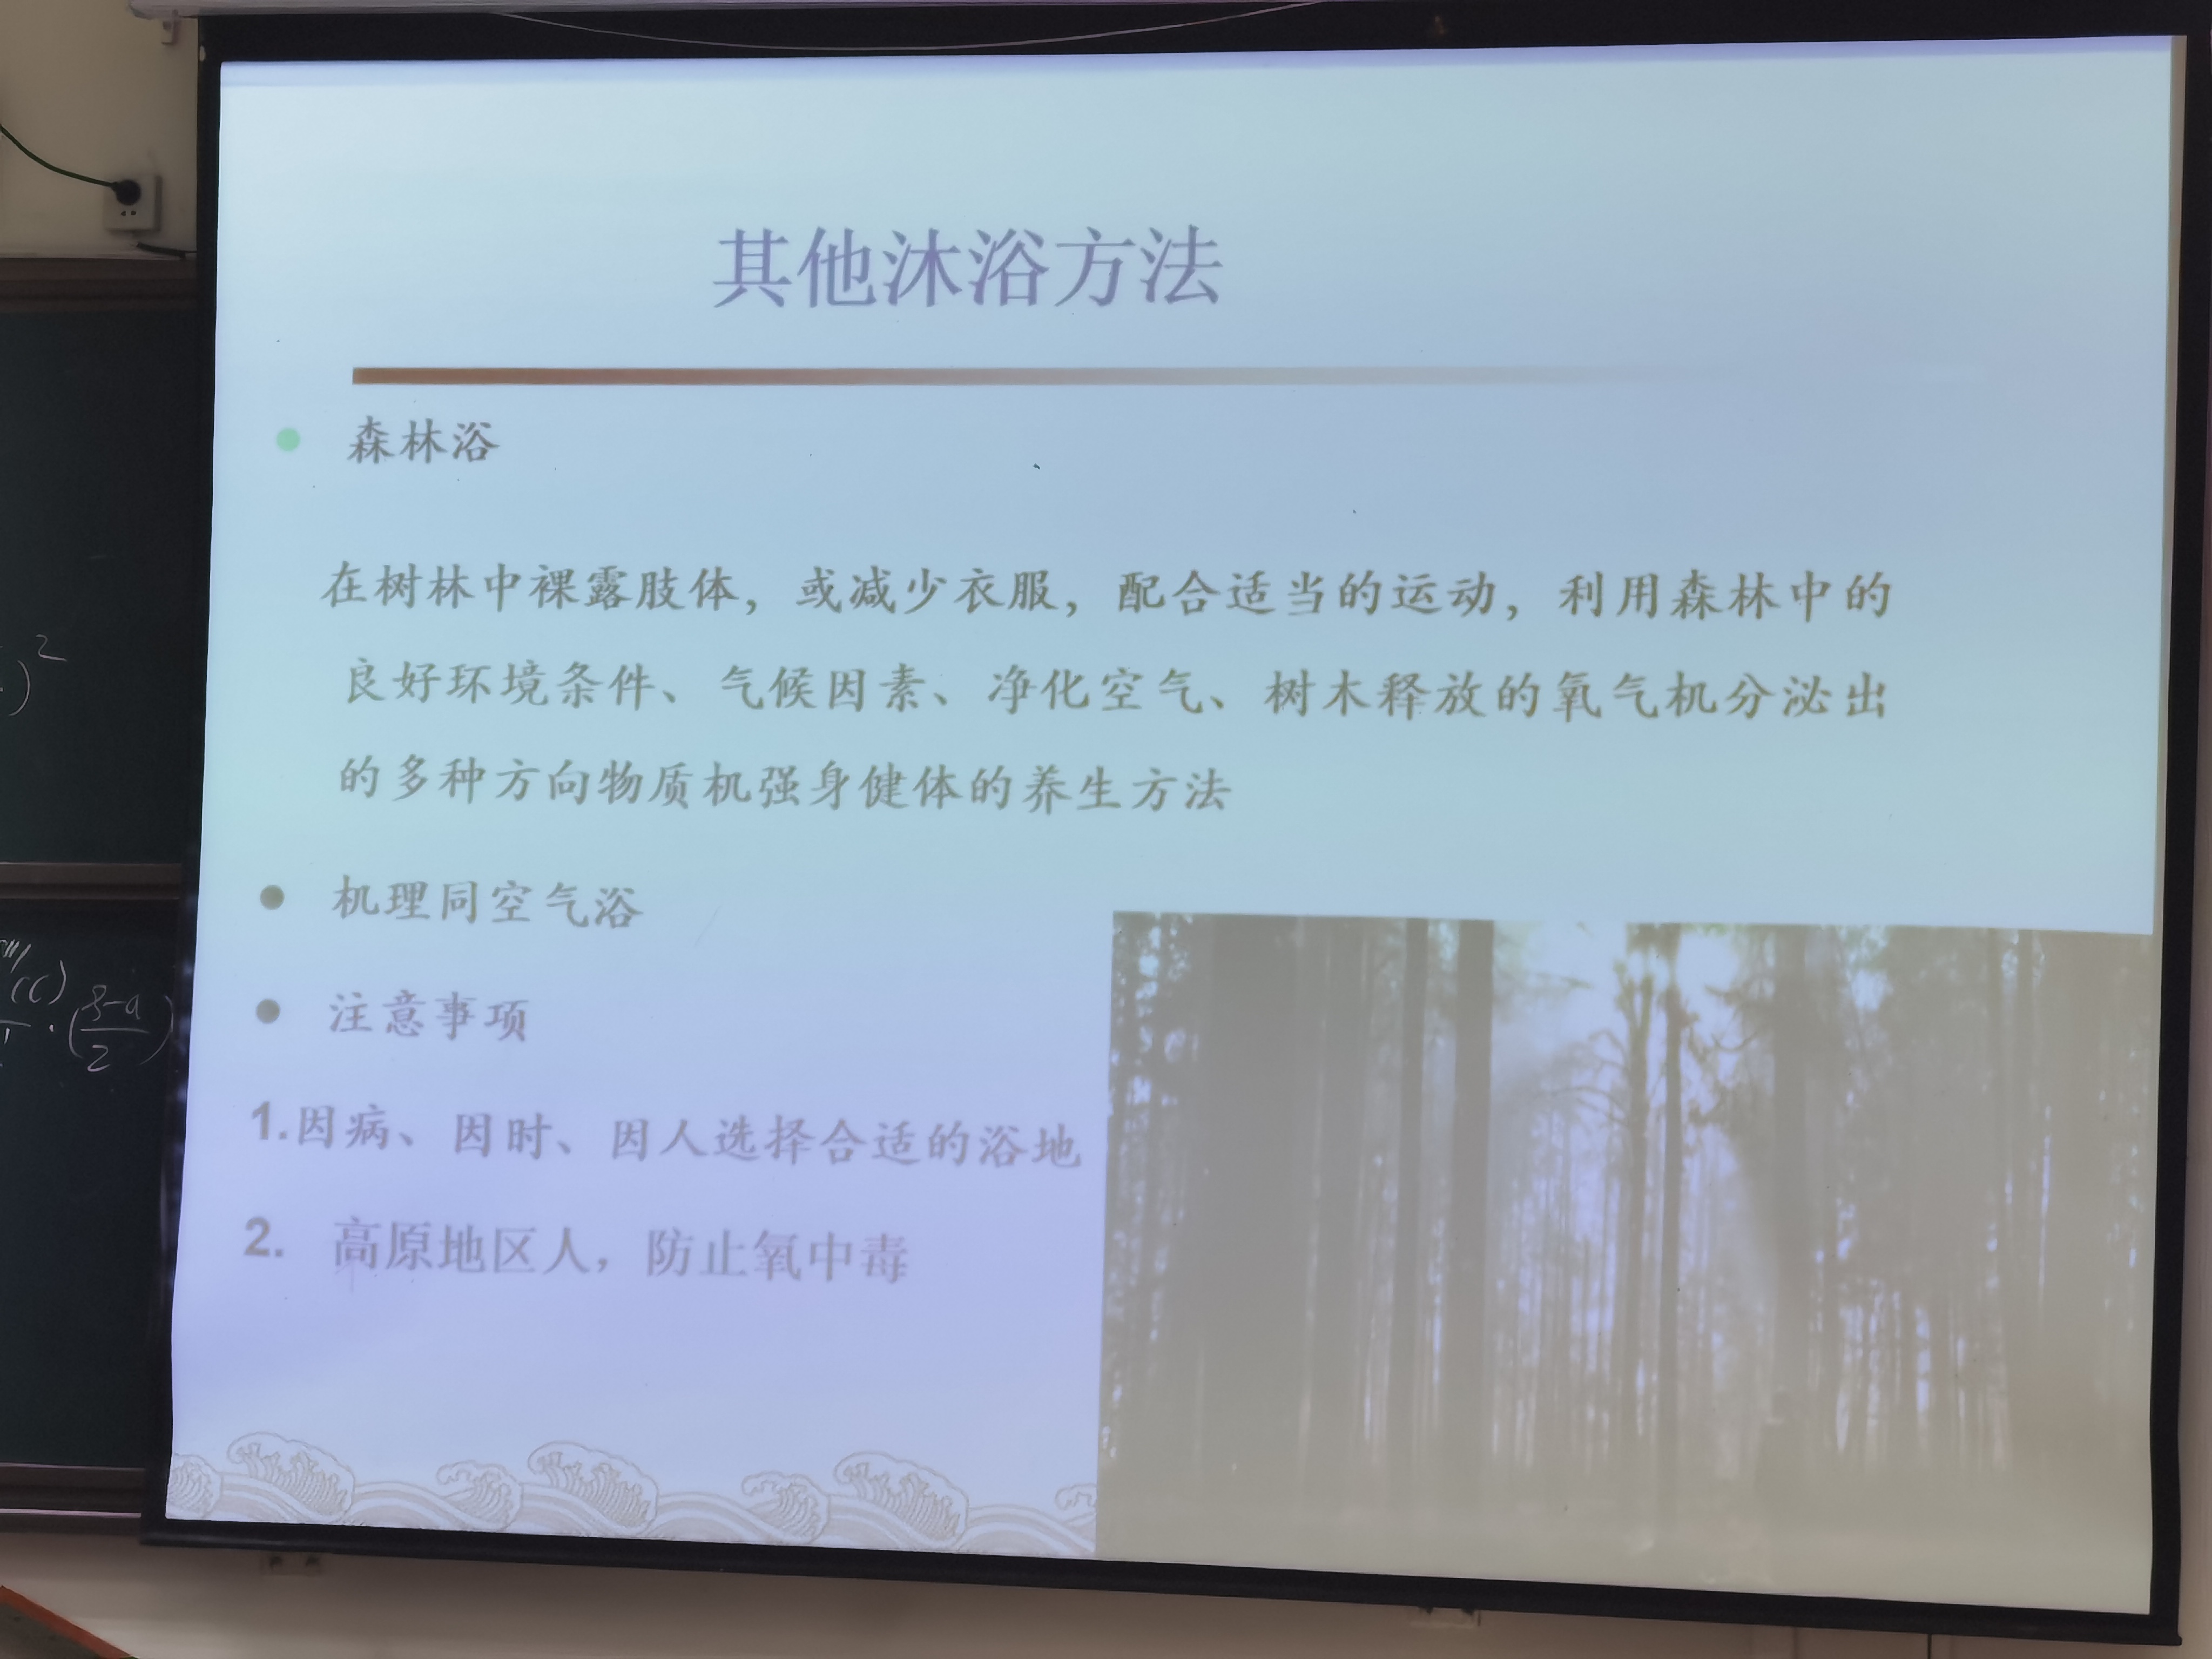 其他沐浴方法
森林浴
在树林中裸露肢体，或减少衣服，配合适当的运动，利用森林中的
良好环境条件、气候因素、净化空气、树木释放的氧气机分泌出
的多种方向物质机强身健体的养生方法
机理同空气浴
注意事项
1.因病、因时、因人选择合适的浴地
2. 高原地区人，防止氧中毒
)²